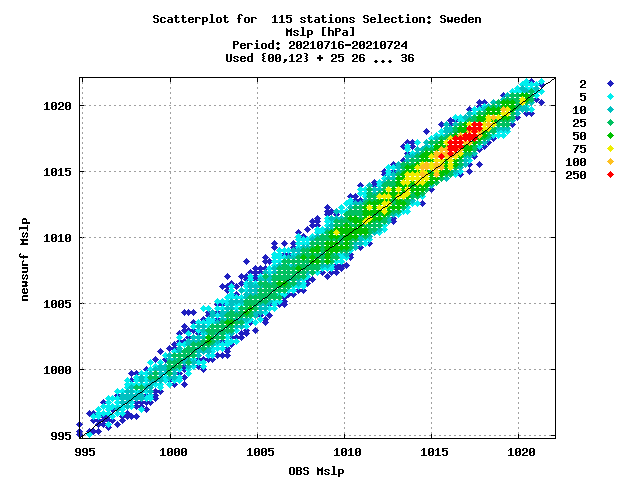 Scatterplot for  115 stations Selection: Sweden
Mslp [hPa]
Period: 20210716-20210724
Used {00,12} + 25 26 ... 36
2
5
10
25
50
75
100
250
1020
1015
1010
1005
1000
995
newsurf Mslp
995 1000 1005 1010 1015 1020
OBS Mslp